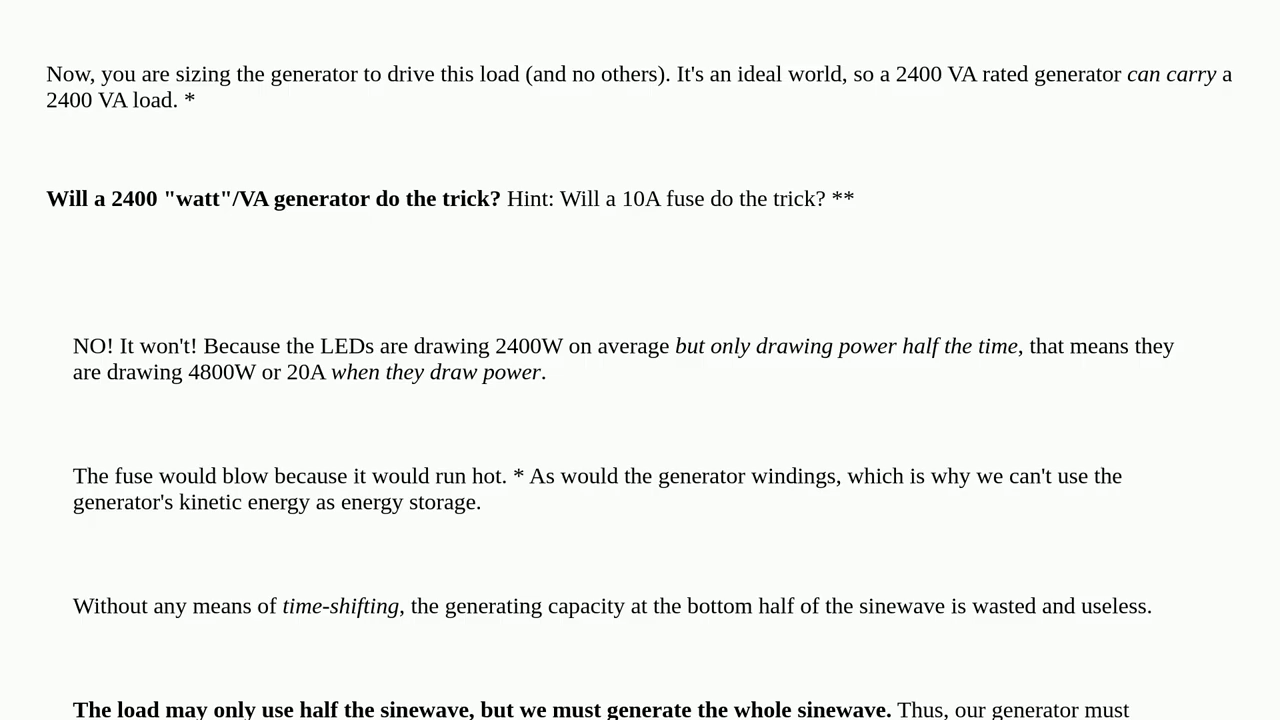 Now, you are sizing the generator to drive this load (and no others). It's an ideal world, so a 2400 VA rated generator can carry a
2400 VA load. *
Will a 2400 "watt"/VA generator do the trick? Hint: Will a 10A fuse do the trick? **
NO! It won't! Because the LEDs are drawing 2400W on average but only drawing power half the time, that means they
are drawing 4800W or 20A when they draw power.
The fuse would blow because it would run hot. * As would the generator windings, which is why we can't use the
generator's kinetic energy as energy storage.
Without any means of time-shifting, the generating capacity at the bottom half of the sinewave is wasted and useless.
The load may only use half the sinewave, but we must generate the whole sinewave. Thus, our generator must